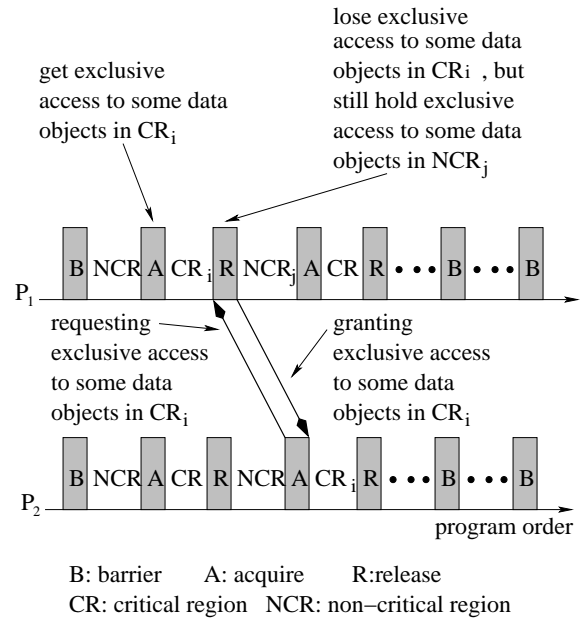 lose exclusive
access to some data
objects in CRi , but
still hold exclusive
access to some data
objects in NCRj
get exclusive
access to some data
objects in CRi
B NCR A CR i R NCRj A CR R • • • B • • • B
P1
requesting
exclusive access
to some data
objects in CRi
granting
exclusive access
to some data
objects in CRi
B NCR A CR R NCR A CR i R • • • B • • • B
P2
program order
B: barrier A: acquire R:release
CR: critical region NCR: non−critical region